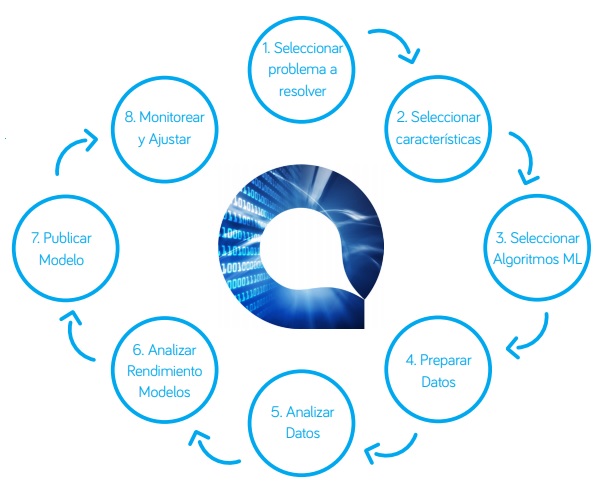 1. Seleccionar
problema a
resolver
2. Seleccionar
características
3. Seleccionar
Algoritmos ML
4. Preparar
Datos
5. Analizar
Datos
6. Analizar
Rendimiento
Modelos
7. Publicar
Modelo
8. Monitorear
y Ajustar